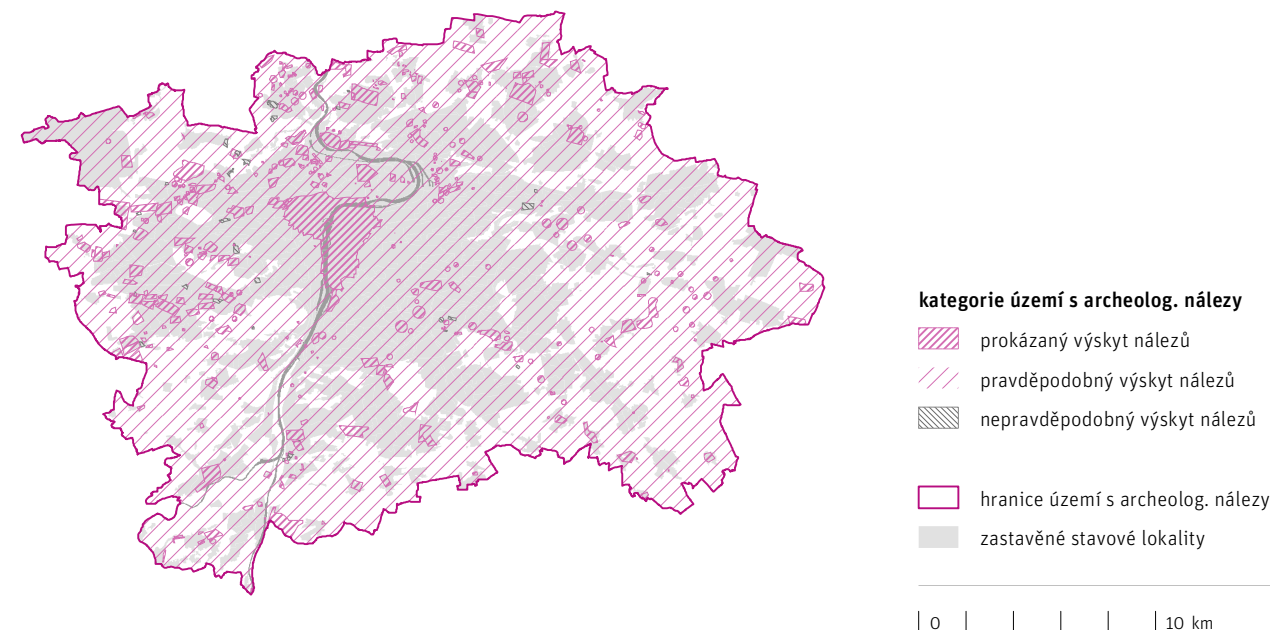 kategorie území s archeolog. nálezy
prokázaný výskyt nálezů
pravděpodobný výskyt nálezů
nepravděpodobný výskyt nálezů
hranice území s archeolog. nálezy
zastavěné stavové lokality
0 10 km